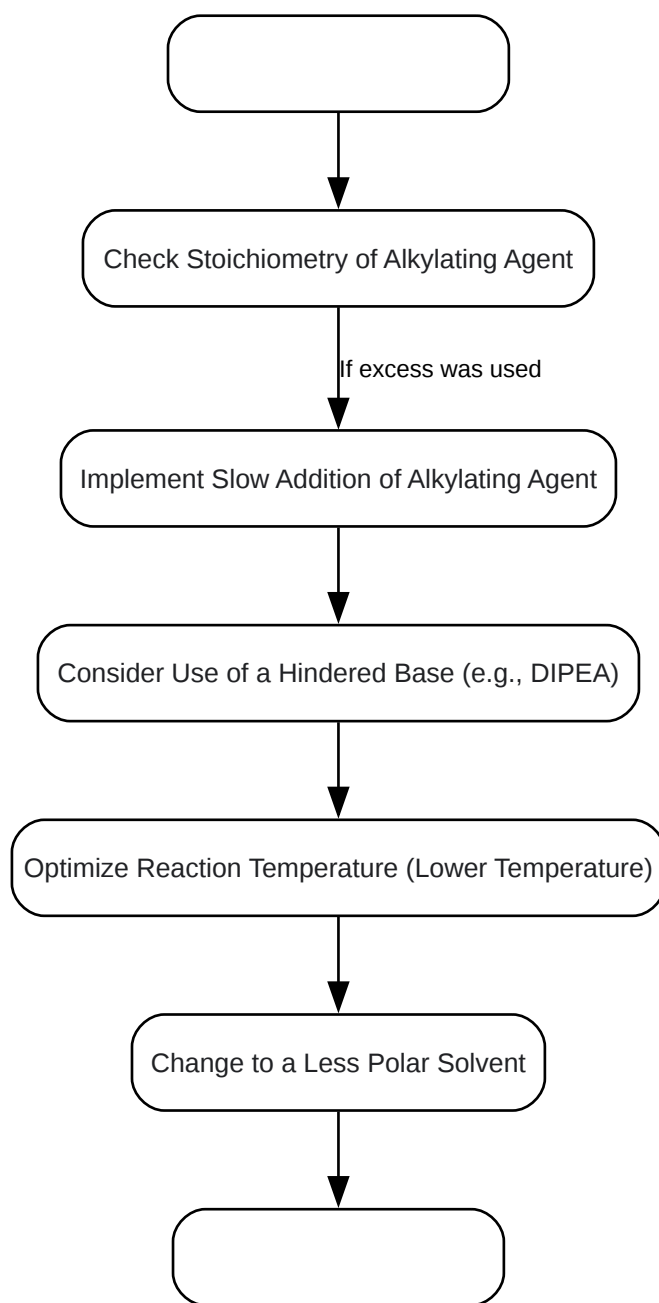 Check Stoichiometry of Alkylating Agent
If excess was used
Implement Slow Addition of Alkylating Agent
Consider Use of a Hindered Base (e.g., DIPEA)
Optimize Reaction Temperature (Lower Temperature)
Change to a Less Polar Solvent